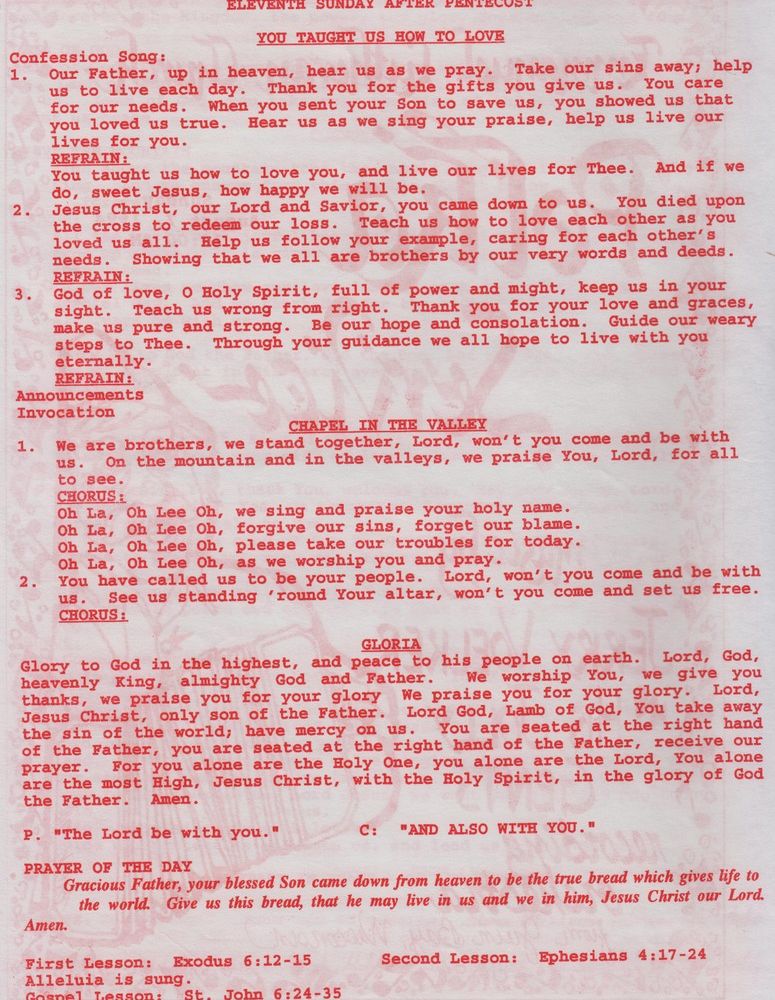 ELEVENTH SUNDAY AFTER PENTECOST
YOU TAUGHT US HOW TO LOVE
Confession Song:
1. Our Father, up in heaven, hear us as we pray. Take our sins away; help
us to live each day. Thank you for the gifts you give us. You care
for our needs. When you sent your Son to save us, you showed us that
you loved us true. Hear us as we sing your praise, help us live our
lives for you.
REFRAIN:
You taught us how to love you, and live our lives for Thee. And if we
do, sweet Jesus, how happy we will be.
2. Jesus Christ, our Lord and Savior, you came down to us. You died upon
the cross to redeem our loss. Teach us how to love each other as you
loved us all. Help us follow your example, caring for each other's
needs. Showing that we all are brothers by our very words and deeds.
REFRAIN:
3. God of love, O Holy Spirit, full of power and might, keep us in your
sight. Teach us wrong from right. Thank you for your love and graces,
make us pure and strong. Be our hope and consolation. Guide our weary
steps to Thee. Through your guidance we all hope to live with you
eternally.
REFRAIN:
Announcements
Invocation
CHAPEL IN THE VALLEY
1. We are brothers, we stand together, Lord, won't you come and be with
us. On the mountain and in the valleys, we praise You, Lord, for all
to see.
CHORUS:
Oh La, Oh Lee Oh, we sing and praise your holy name.
Oh La, Oh Lee Oh, forgive our sins, forget our blame.
Oh La, Oh Lee Oh, please take our troubles for today.
Oh La, Oh Lee Oh, as we worship you and pray.
2. You have called us to be your people. Lord, won't you come and be with
us. See us standing 'round Your altar, won't you come and set us free.
CHORUS:
GLORIA
Glory to God in the highest, and peace to his people on earth. Lord, God,
heavenly King, almighty God and Father. We worship You, we give you
thanks, we praise you for your glory We praise you for your glory. Lord,
Jesus Christ, only son of the Father. Lord God, Lamb of God, You take away
the sin of the world; have mercy on us. You are seated at the right hand
of the Father, you are seated at the right hand of the Father, receive our
prayer. For you alone are the Holy One, you alone are the Lord, You alone
are the most High, Jesus Christ, with the Holy Spirit, in the glory of God
the Father. Amen.
P. "The Lord be with you." C: "AND ALSO WITH YOU."
PRAYER OF THE DAY
Gracious Father, your blessed Son came down from heaven to be the true bread which gives life to
the world. Give us this bread, that he may live in us and we in him, Jesus Christ our Lord.
Amen.
First Lesson: Exodus 6:12-15 Second Lesson: Ephesians 4:17-24
Alleluia is sung.
Gospel Lesson: St. John 6:24-35